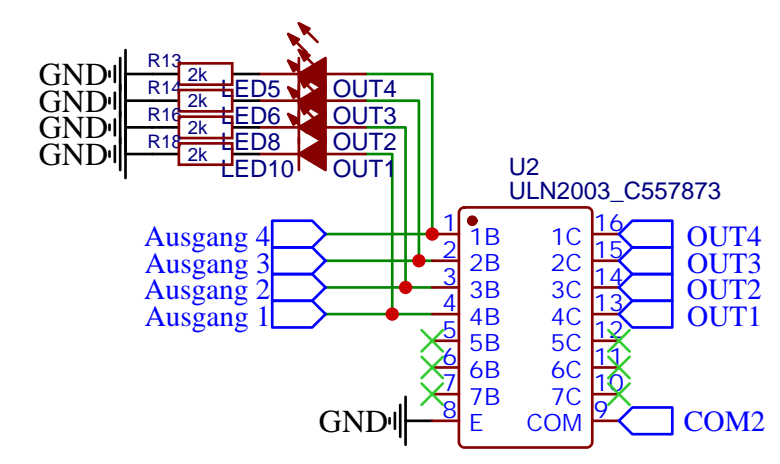 R13
GND 2k LED5 OUT4
R14
GND 2k LED6 OUT3
R16
GND 2k LED8 OUT2
R18
GND 2k LED10 OUT1
U2
ULN2003_C557873
Ausgang 4 1 1B 1C 16 OUT4
Ausgang 3 2 2B 2C 15 OUT3
Ausgang 2 3 3B 3C 14 OUT2
Ausgang 1 4 4B 4C 13 OUT1
5 5B 5C 12
6 6B 6C 11
7 7B 7C 10
GND 8 E COM 9 COM2